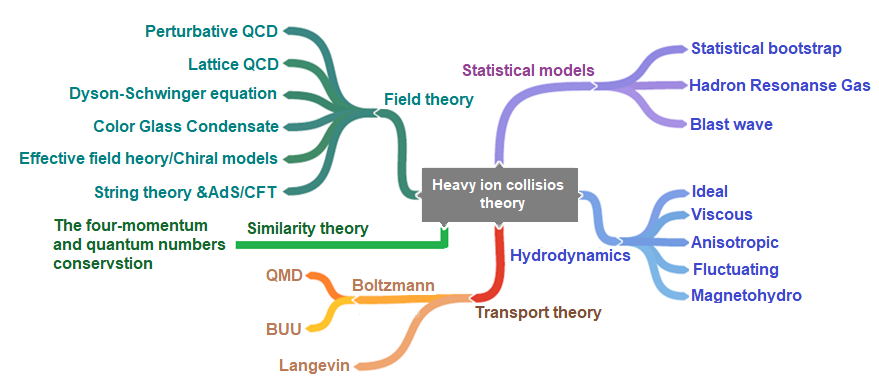 Perturbative QCD
Lattice QCD
Dyson-Schwinger equation
Color Glass Condensate
Effective field heory/Chiral models
String theory &AdS/CFT
Field theory
Statistical models
Statistical bootstrap
Hadron Resonanse Gas
Blast wave
Heavy ion collisios
theory
The four-momentum
and quantum numbers
conservstion
Similarity theory
Hydrodynamics
Ideal
Viscous
Anisotropic
Fluctuating
Magnetohydro
QMD
BUU
Boltzmann
Langevin
Transport theory